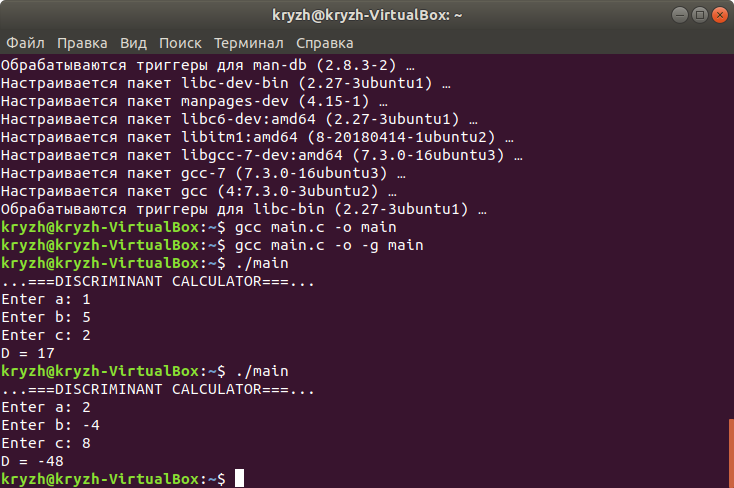 kryzh@kryzh-VirtualBox: ~
Файл Правка Вид Поиск Терминал Справка
Обрабатываются триггеры для man-db (2.8.3-2) …
Настраивается пакет libc-dev-bin (2.27-3ubuntu1) …
Настраивается пакет manpages-dev (4.15-1) …
Настраивается пакет libc6-dev:amd64 (2.27-3ubuntu1) …
Настраивается пакет libitm1:amd64 (8-20180414-1ubuntu2) …
Настраивается пакет libgcc-7-dev:amd64 (7.3.0-16ubuntu3) …
Настраивается пакет gcc-7 (7.3.0-16ubuntu3) …
Настраивается пакет gcc (4:7.3.0-3ubuntu2) …
Обрабатываются триггеры для libc-bin (2.27-3ubuntu1) …
kryzh@kryzh-VirtualBox:~$ gcc main.c -o main
kryzh@kryzh-VirtualBox:~$ gcc main.c -o -g main
kryzh@kryzh-VirtualBox:~$ ./main
...===DISCRIMINANT CALCULATOR===...
Enter a: 1
Enter b: 5
Enter c: 2
D = 17
kryzh@kryzh-VirtualBox:~$ ./main
...===DISCRIMINANT CALCULATOR===...
Enter a: 2
Enter b: -4
Enter c: 8
D = -48
kryzh@kryzh-VirtualBox:~$